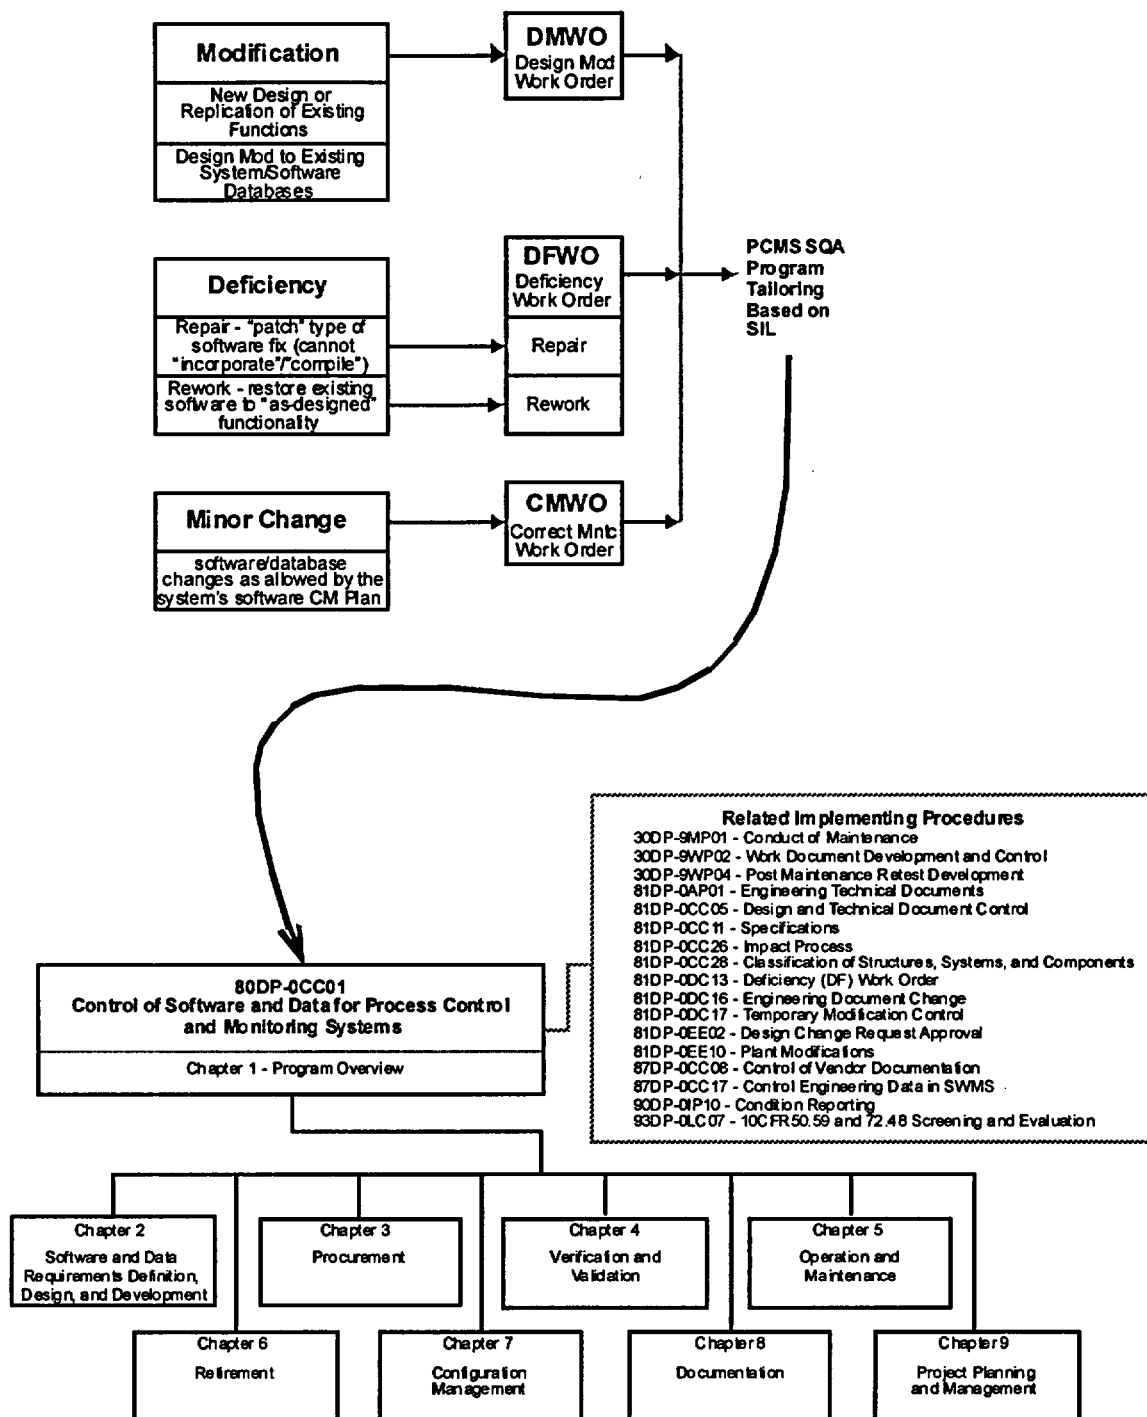 Modification
New Design or
Replication of Existing
Functions
Design Mod to Existing
System/Software
Databases
DMWO
Design Mod
Work Order
Deficiency
Repair - "patch" type of
software fix (cannot
"incorporate"/"compile")
Rework - restore existing
software to "as-designed"
functionality
DFWO
Deficiency
Work Order
Repair
Rework
PCMS SQA
Program
Tailoring
Based on
SIL
Minor Change
software/database
changes as allowed by the
system's software CM Plan
CMWO
Correct Mntc
Work Order
Related Implementing Procedures
30DP-9MP01 - Conduct of Maintenance
30DP-9WP02 - Work Document Development and Control
30DP-9WP04 - Post Maintenance Retest Development
81DP-0AP01 - Engineering Technical Documents
81DP-0CC05 - Design and Technical Document Control
81DP-0CC11 - Specifications
81DP-0CC26 - Impact Process
81DP-0CC28 - Classification of Structures, Systems, and Components
81DP-0DC13 - Deficiency (DF) Work Order
81DP-0DC16 - Engineering Document Change
81DP-0DC17 - Temporary Modification Control
81DP-0EE02 - Design Change Request Approval
81DP-0EE10 - Plant Modifications
87DP-0CC08 - Control of Vendor Documentation
87DP-0CC17 - Control Engineering Data in SWMS
90DP-0IP10 - Condition Reporting
93DP-0LC07 - 10CFR50.59 and 72.48 Screening and Evaluation
80DP-0CC01
Control of Software and Data for Process Control
and Monitoring Systems
Chapter 1 - Program Overview
Chapter 2
Software and Data
Requirements Definition,
Design, and Development
Chapter 3
Procurement
Chapter 4
Verification and
Validation
Chapter 5
Operation and
Maintenance
Chapter 6
Retirement
Chapter 7
Configuration
Management
Chapter 8
Documentation
Chapter 9
Project Planning
and Management